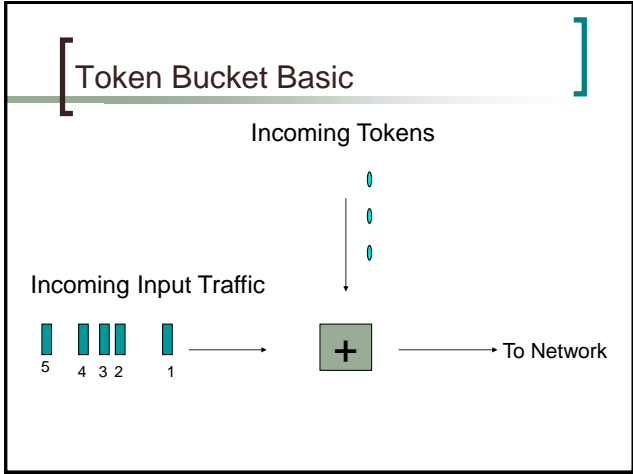 Token Bucket Basic
Incoming Tokens
Incoming Input Traffic
+
To Network
5 4 3 2 1